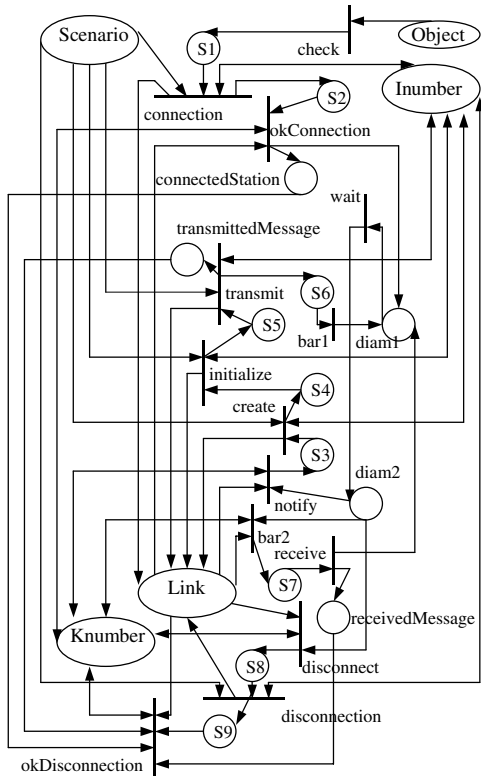 Scenario
Object
S1
check
Inumber
connection
S2
okConnection
connectedStation
wait
transmittedMessage
transmit
S6
S5
bar1
diam1
initialize
S4
create
S3
diam2
notify
bar2
receive
Link
S7
receivedMessage
Knumber
S8
disconnect
disconnection
S9
okDisconnection